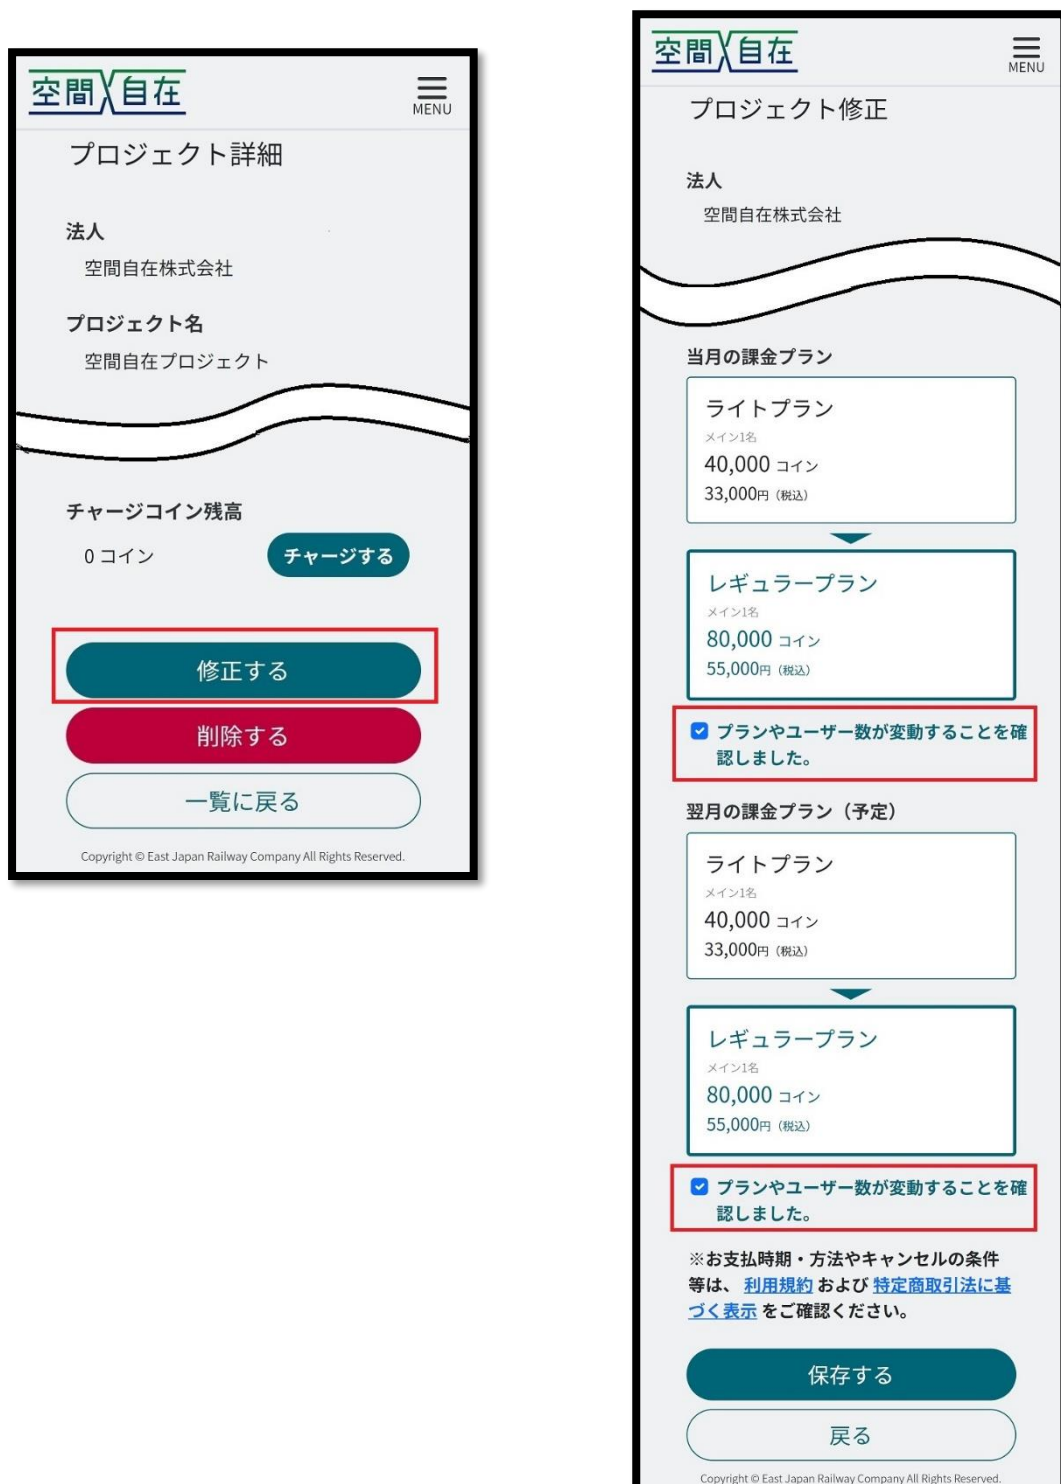 空間自在
MENU
プロジェクト詳細
法人
空間自在株式会社
プロジェクト名
空間自在プロジェクト
チャージコイン残高
0 コイン
チャージする
修正する
削除する
一覧に戻る
Copyright © East Japan Railway Company All Rights Reserved.
空間自在
MENU
プロジェクト修正
法人
空間自在株式会社
当月の課金プラン
ライトプラン
メイン1名
40,000 コイン
33,000円（税込）
レギュラープラン
メイン1名
80,000 コイン
55,000円（税込）
プランやユーザー数が変動することを確
認しました。
翌月の課金プラン（予定）
ライトプラン
メイン1名
40,000 コイン
33,000円（税込）
レギュラープラン
メイン1名
80,000 コイン
55,000円（税込）
プランやユーザー数が変動することを確
認しました。
※お支払時期・方法やキャンセルの条件
等は、 利用規約 および 特定商取引法に基
づく表示 をご確認ください。
保存する
戻る
Copyright © East Japan Railway Company All Rights Reserved.